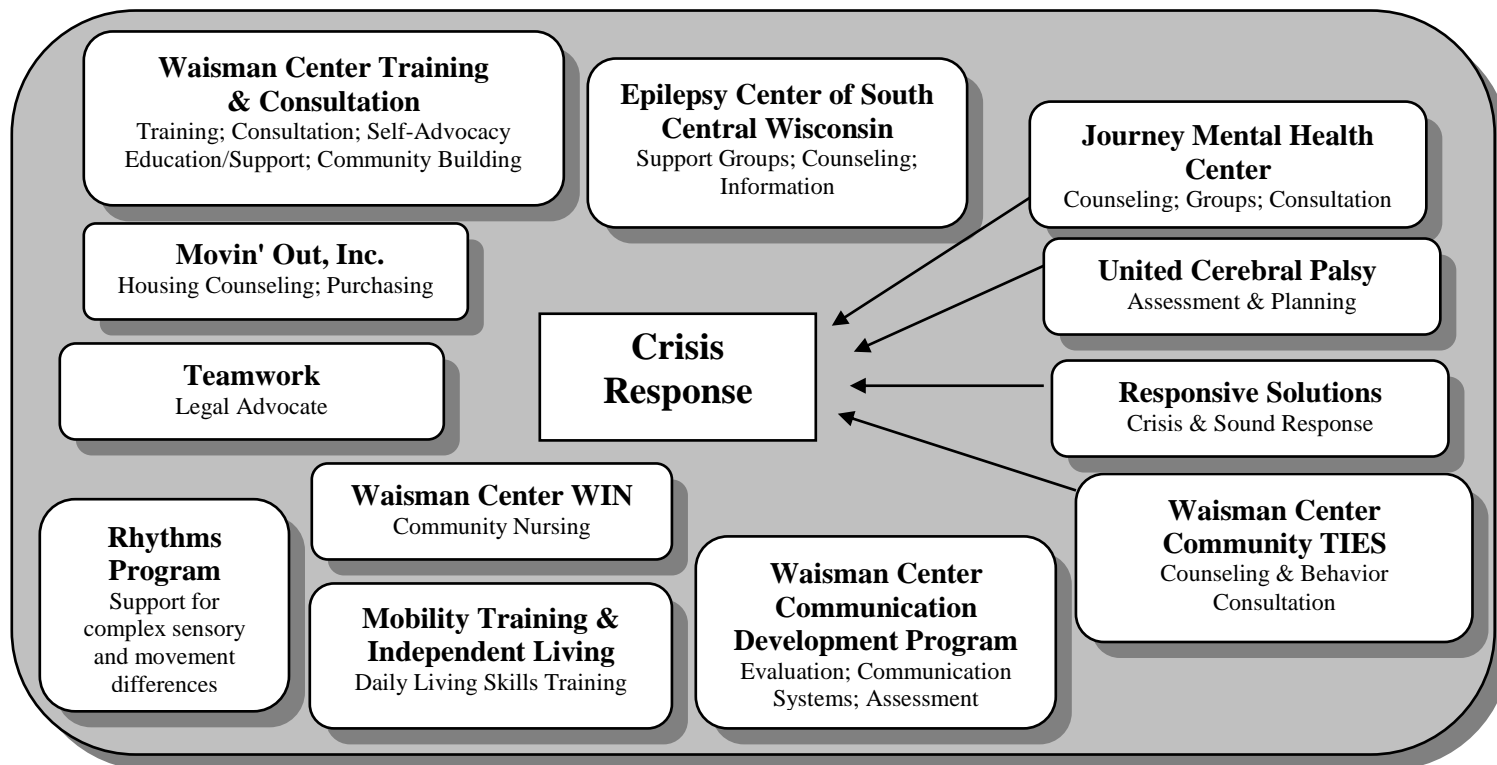 Waisman Center Training
& Consultation
Training; Consultation; Self-Advocacy
Education/Support; Community Building
Epilepsy Center of South
Central Wisconsin
Support Groups; Counseling;
Information
Journey Mental Health
Center
Counseling; Groups; Consultation
Movin' Out, Inc.
Housing Counseling; Purchasing
United Cerebral Palsy
Assessment & Planning
Crisis
Response
Teamwork
Legal Advocate
Responsive Solutions
Crisis & Sound Response
Waisman Center WIN
Community Nursing
Waisman Center
Community TIES
Counseling & Behavior
Consultation
Rhythms
Program
Support for
complex sensory
and movement
differences
Mobility Training &
Independent Living
Daily Living Skills Training
Waisman Center
Communication
Development Program
Evaluation; Communication
Systems; Assessment